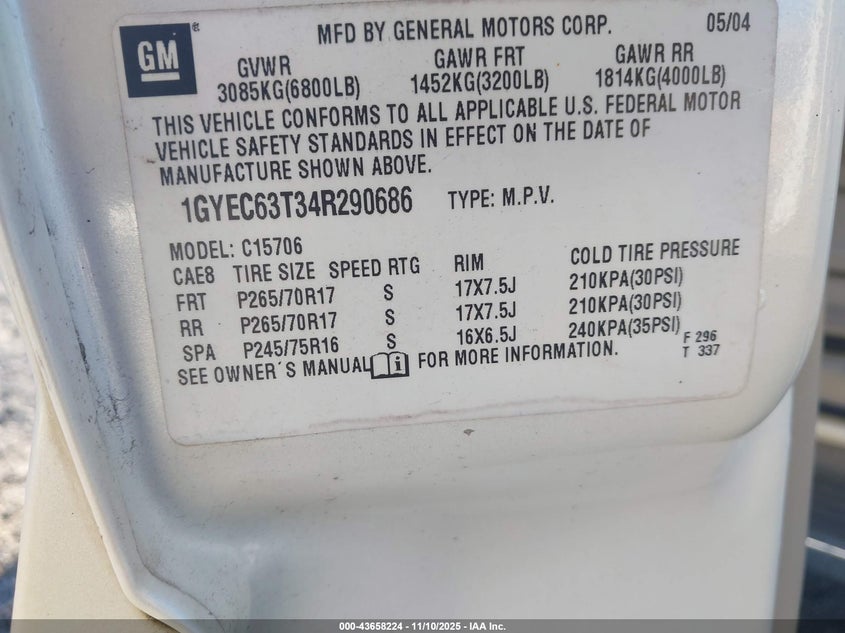 GM
MFD BY GENERAL MOTORS CORP. 05/04
GVWR GAWR FRT GAWR RR
3085KG(6800LB) 1452KG(3200LB) 1814KG(4000LB)
THIS VEHICLE CONFORMS TO ALL APPLICABLE U.S. FEDERAL MOTOR
VEHICLE SAFETY STANDARDS IN EFFECT ON THE DATE OF
MANUFACTURE SHOWN ABOVE.
1GYEC63T34R290686 TYPE: M.P.V.
MODEL: C15706
CAE8 TIRE SIZE SPEED RTG RIM COLD TIRE PRESSURE
FRT P265/70R17 S 17X7.5J 210KPA(30PSI)
RR P265/70R17 S 17X7.5J 210KPA(30PSI)
SPA P245/75R16 S 16X6.5J 240KPA(35PSI)
SEE OWNER'S MANUAL FOR MORE INFORMATION.
F 296
T 337
000-43658224 | 11/10/2025 - IAA Inc.